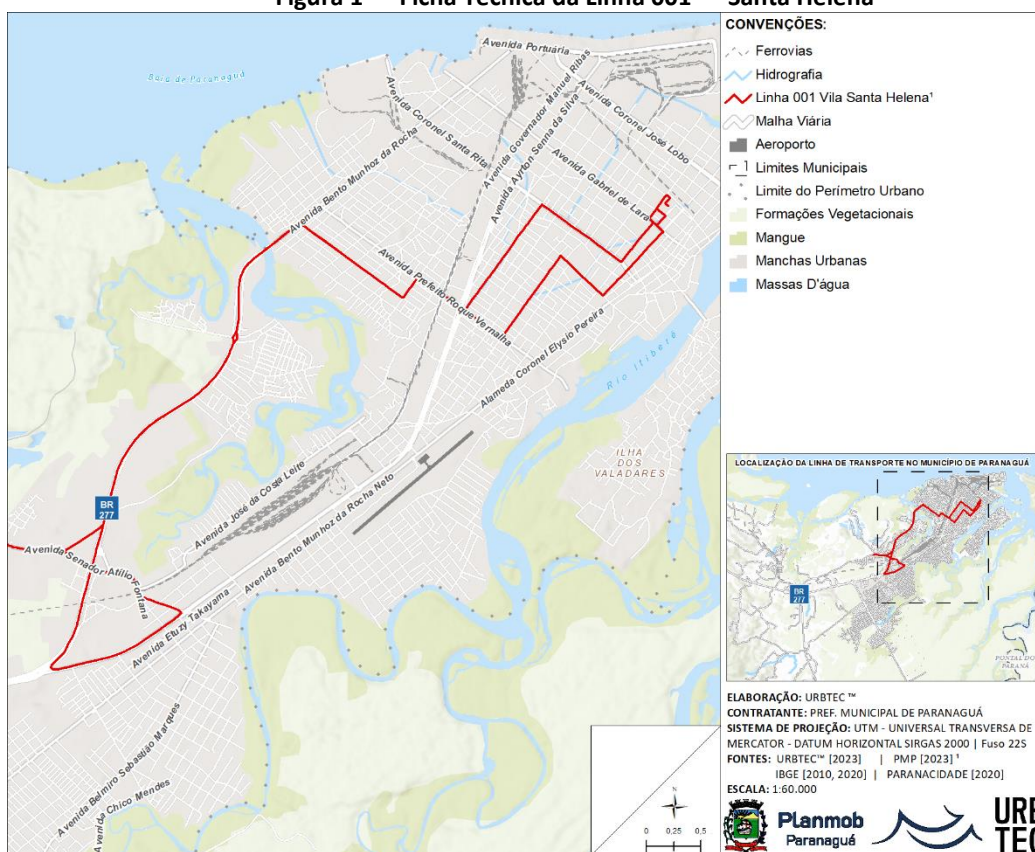 Figura 1 — Ficha Técnica da Linha 001 — Santa Helena
CONVENÇÕES:
Ferrovias
Hidrografia
Linha 001 Vila Santa Helena¹
Malha Viária
Aeroporto
Limites Municipais
Limite do Perímetro Urbano
Formações Vegetacionais
Mangue
Manchas Urbanas
Massas D'água
Baía de Paranaguá
Avenida Portuária
Avenida Governador Manuel Ribas
Avenida Ayrton Senna da Silva
Avenida Coronel José Lobo
Avenida Coronel Santa Rita
Avenida Gabriel de Lara
Avenida Bento Munhoz da Rocha
Avenida Prefeito Roque Vernalha
Alameda Coronel Elysio Pereira
Rio Itiberê
ILHA
DOS
VALADARES
Avenida José da Costa Leite
Avenida Bento Munhoz da Rocha Neto
BR
277
Avenida Senador Atílio Fontana
Avenida Etuzy Takayama
Avenida Belmiro Sebastião Marques
Avenida Chico Mendes
N
0 0,25 0,5
LOCALIZAÇÃO DA LINHA DE TRANSPORTE NO MUNICÍPIO DE PARANAGUÁ
BR
277
PONTAL DO
PARANÁ
ELABORAÇÃO: URBTEC ™
CONTRATANTE: PREF. MUNICIPAL DE PARANAGUÁ
SISTEMA DE PROJEÇÃO: UTM - UNIVERSAL TRANSVERSA DE
MERCATOR - DATUM HORIZONTAL SIRGAS 2000 | Fuso 22S
FONTES: URBTEC™ [2023] | PMP [2023] ¹
IBGE [2010, 2020] | PARANACIDADE [2020]
ESCALA: 1:60.000
Planmob
Paranaguá
URB
TEC